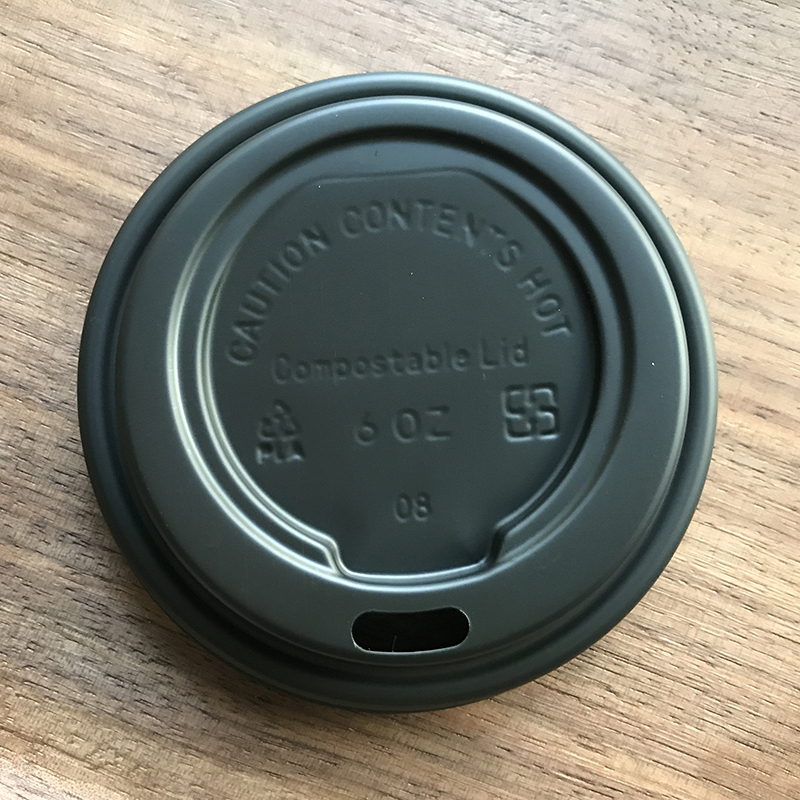 CAUTION CONTENTS HOT
Compostable Lid
PLA
6 OZ
08